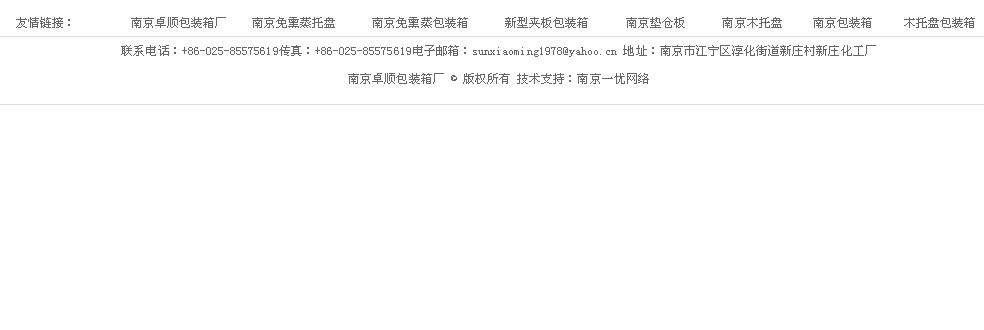 友情链接： 南京卓顺包装箱厂 南京免熏蒸托盘 南京免熏蒸包装箱 新型夹板包装箱 南京垫仓板 南京木托盘 南京包装箱 木托盘包装箱
联系电话：+86-025-85575619传真：+86-025-85575619电子邮箱：sunxiaoming1978@yahoo.cn 地址：南京市江宁区淳化街道新庄村新庄化工厂
南京卓顺包装箱厂 © 版权所有 技术支持：南京一忧网络